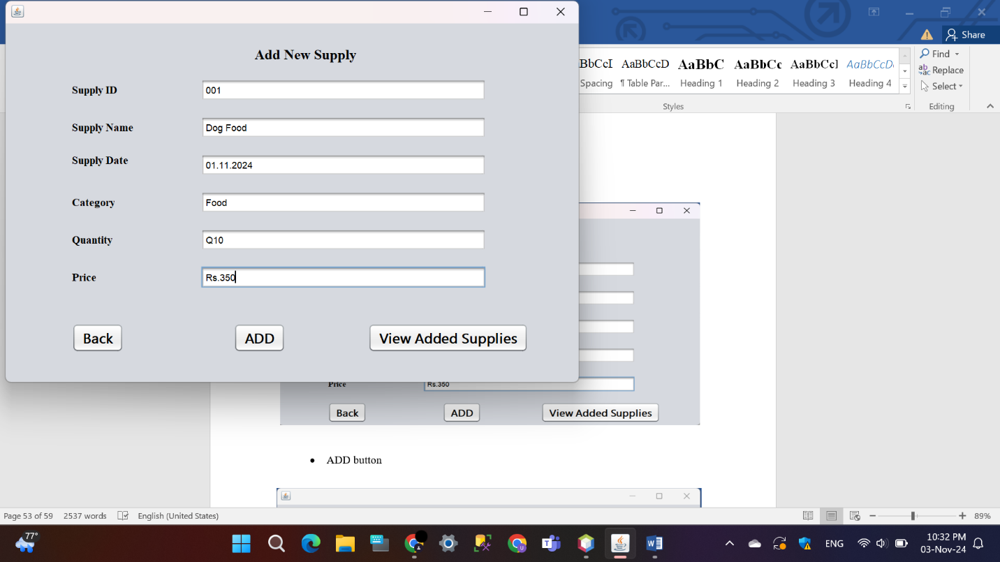 Add New Supply
Supply ID 001
Supply Name Dog Food
Supply Date 01.11.2024
Category Food
Quantity Q10
Price Rs.350
Back ADD View Added Supplies
Share
BbCcI AaBbCcD AaBbC AaBbCc AaBbCcI AaBbCcD
Spacing ¶ Table Par... Heading 1 Heading 2 Heading 3 Heading 4
Styles
Find
Replace
Select
Editing
Price Rs.350
Back ADD View Added Supplies
• ADD button
Page 53 of 59 2537 words English (United States) 89%
77°
ENG
10:32 PM
03-Nov-24